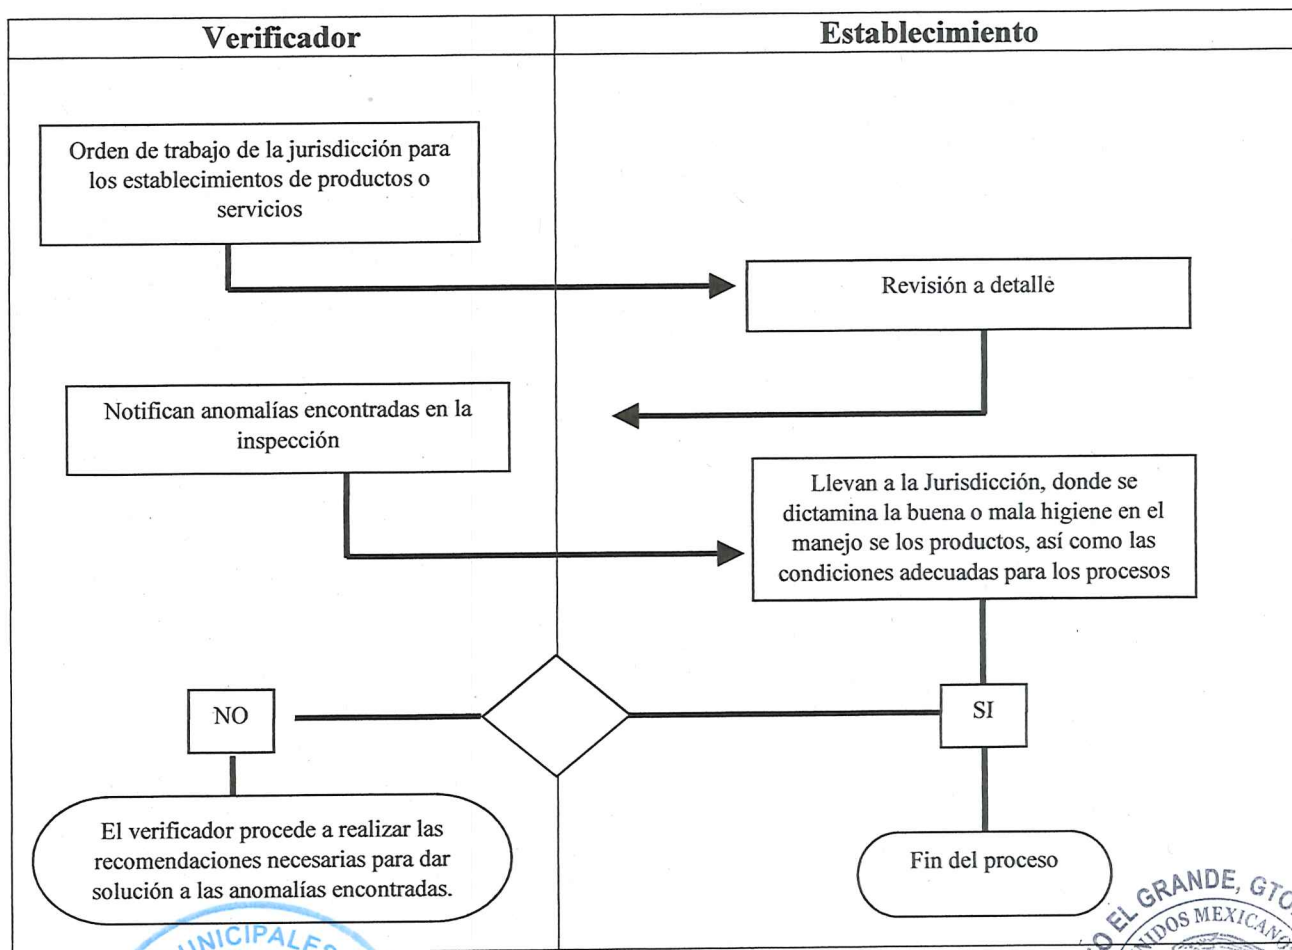 Verificador
Establecimiento
Orden de trabajo de la jurisdicción para
los establecimientos de productos o
servicios
Revisión a detalle
Notifican anomalías encontradas en la
inspección
Llevan a la Jurisdicción, donde se
dictamina la buena o mala higiene en el
manejo se los productos, así como las
condiciones adecuadas para los procesos
NO
SI
El verificador procede a realizar las
recomendaciones necesarias para dar
solución a las anomalías encontradas.
Fin del proceso
EL GRANDE, GTO
MEXICANOS